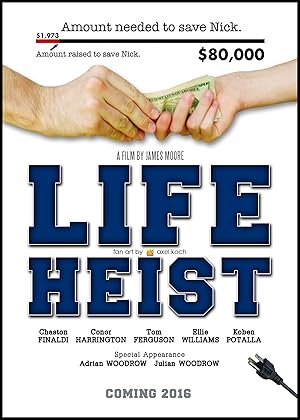 Amount needed to save Nick.
$1,973
Amount raised to save Nick.
$80,000
A FILM BY JAMES MOORE
LIFE
fan art by axel koch
HEIST
Chaston FINALDI Conor HARRINGTON Tom FERGUSON Ellie WILLIAMS Koben POTALLA
Special Appearance
Adrian WOODROW Julian WOODROW
COMING 2016